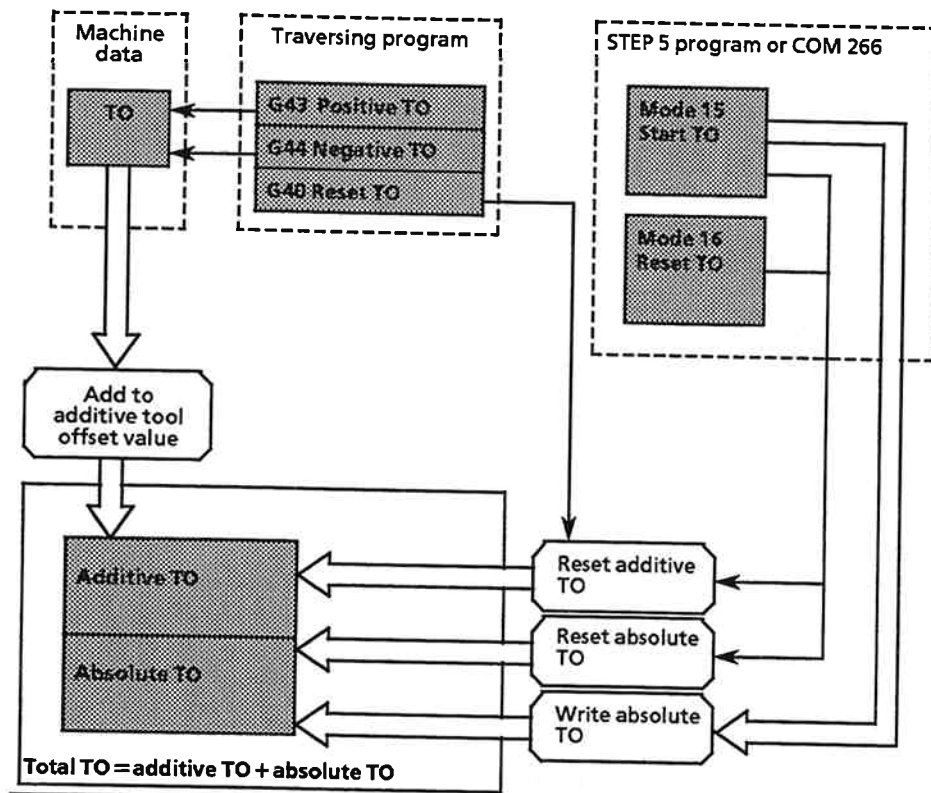 Machine
data
TO
Traversing program
G43 Positive TO
G44 Negative TO
G40 Reset TO
STEP 5 program or COM 266
Mode 15
Start TO
Mode 16
Reset TO
Add to
additive tool
offset value
Additive TO
Absolute TO
Reset additive
TO
Reset absolute
TO
Write absolute
TO
Total TO = additive TO + absolute TO